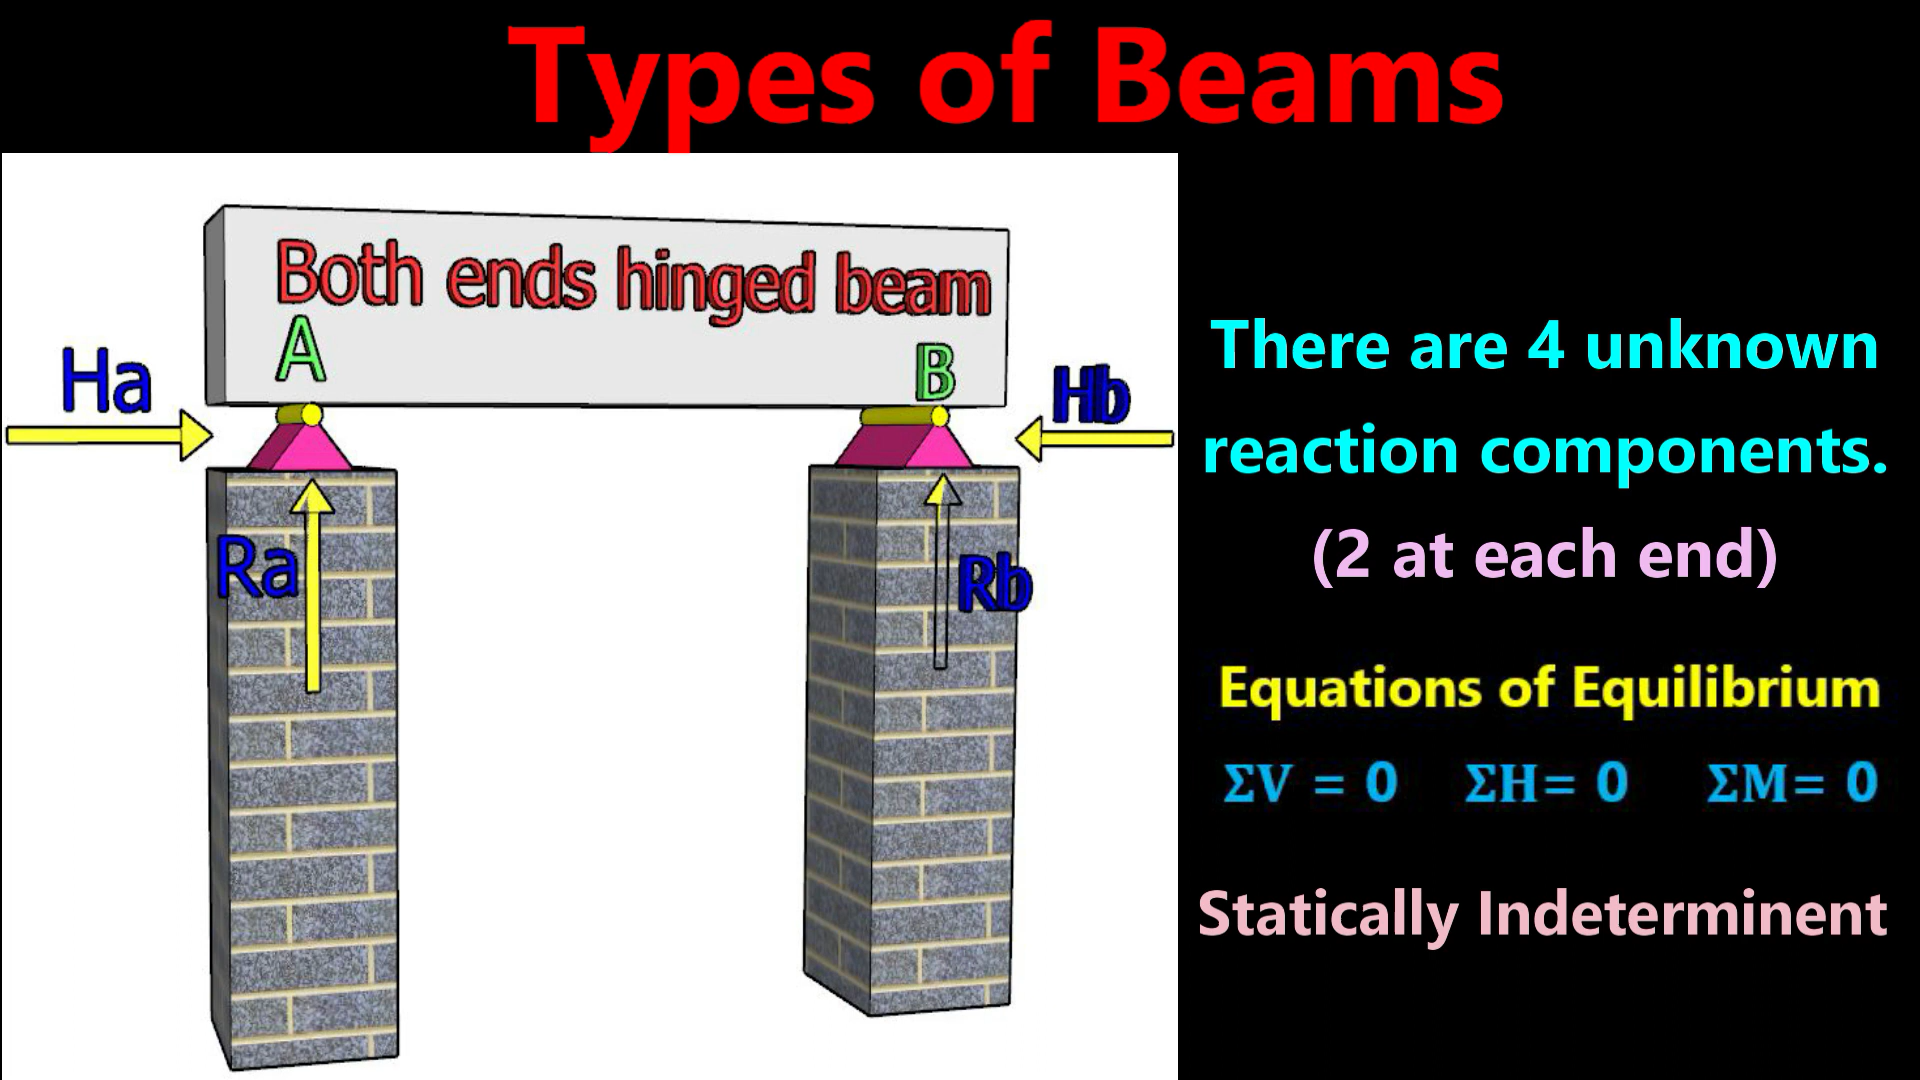 Types of Beams
Both ends hinged beam
A
B
Ha
Hb
Ra
Rb
There are 4 unknown
reaction components.
(2 at each end)
Equations of Equilibrium
ΣV = 0 ΣH= 0 ΣM= 0
Statically Indeterminent